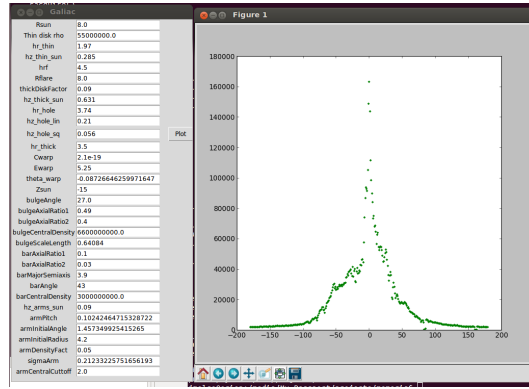 Galiac
Rsun 8.0
Thin disk rho 55000000.0
hr_thin 1.97
hz_thin_sun 0.285
hrf 4.5
Rflare 8.0
thickDiskFactor 0.09
hz_thick_sun 0.631
hr_hole 3.74
hz_hole_lin 0.21
hz_hole_sq 0.056
hr_thick 3.5
Cwarp 2.1e-19
Ewarp 5.25
theta_warp -0.08726646259971647
Zsun -15
bulgeAngle 27.0
bulgeAxialRatio1 0.49
bulgeAxialRatio2 0.4
bulgeCentralDensity 6600000000.0
bulgeScaleLength 0.64084
barAxialRatio1 0.1
barAxialRatio2 0.03
barMajorSemiaxis 3.9
barAngle 43
barCentralDensity 3000000000.0
hz_arms_sun 0.09
armPitch 0.10242464715328722
armInitialAngle 1.457349925415265
armInitialRadius 4.2
armDensityFact 0.05
sigmaArm 0.21233225751656193
armCentralCuttoff 2.0
Plot
Figure 1
180000
160000
140000
120000
100000
80000
60000
40000
20000
0
−200 −150 −100 −50 0 50 100 150 200